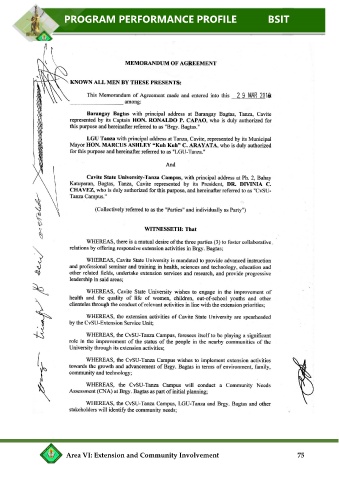 PROGRAM PERFORMANCE PROFILE BSIT
MEMORANDUM OF AGREEMENT
KNOWN ALL MEN BY THESE PRESENTS:
This Memorandum of Agreement made and entered into this 29 MAR 2019
among:
Barangay Bagtas with principal address at Barangay Bagtas, Tanza, Cavite
represented by its Captain HON. RONALDO P. CAPAO, who is duly authorized for
this purpose and hereinafter referred to as "Brgy. Bagtas."
LGU Tanza with principal address at Tanza, Cavite, represented by its Municipal
Mayor HON. MARCUS ASHLEY "Kuh Kuh" C. ARAYATA, who is duly authorized
for this purpose, and hereinafter referred to as "LGU-Tanza."
And
Cavite State University-Tanza Campus, with principal address at Ph. 2, Bahay
Katuparan, Bagtas, Tanza, Cavite represented by its President, DR. DIVINIA C.
CHAVEZ, who is duly authorized for this purpose, and hereinafter referred to as "CvSU-
Tanza Campus."
(Collectively referred to as the "Parties" and individually as Party")
WITNESSETH: That
WHEREAS, there is a mutual desire of the three parties (3) to foster collaborative
relations by offering responsive extension activities in Brgy. Bagtas;
WHEREAS, Cavite State University is mandated to provide advanced instruction
and professional seminar and training in health, sciences and technology, education and
other related fields, undertake extension services and research, and provide progressive
leadership in said areas;
WHEREAS, Cavite State University wishes to engage in the improvement of
health and the quality of life of women, children, out-of-school youths and other
clienteles through the conduct of relevant activities in line with the extension priorities;
WHEREAS, the extension activities of Cavite State University are spearheaded
by the CvSU-Extension Service Unit;
WHEREAS, the CvSU-Tanza Campus, foresees itself to be playing a significant
role in the improvement of the status of the people in the nearby communities of the
University through its extension activities;
WHEREAS, the CvSU-Tanza Campus wishes to implement extension activities
towards the growth and advancement of Brgy. Bagtas in terms of environment, family,
community and technology;
WHEREAS, the CvSU-Tanza Campus will conduct a Community Needs
Assessment (CNA) at Brgy. Bagtas as part of initial planning;
WHEREAS, the CvSU-Tanza Campus, LGU-Tanza and Brgy. Bagtas and other
stakeholders will identify the community needs;
Area VI: Extension and Community Involvement 75